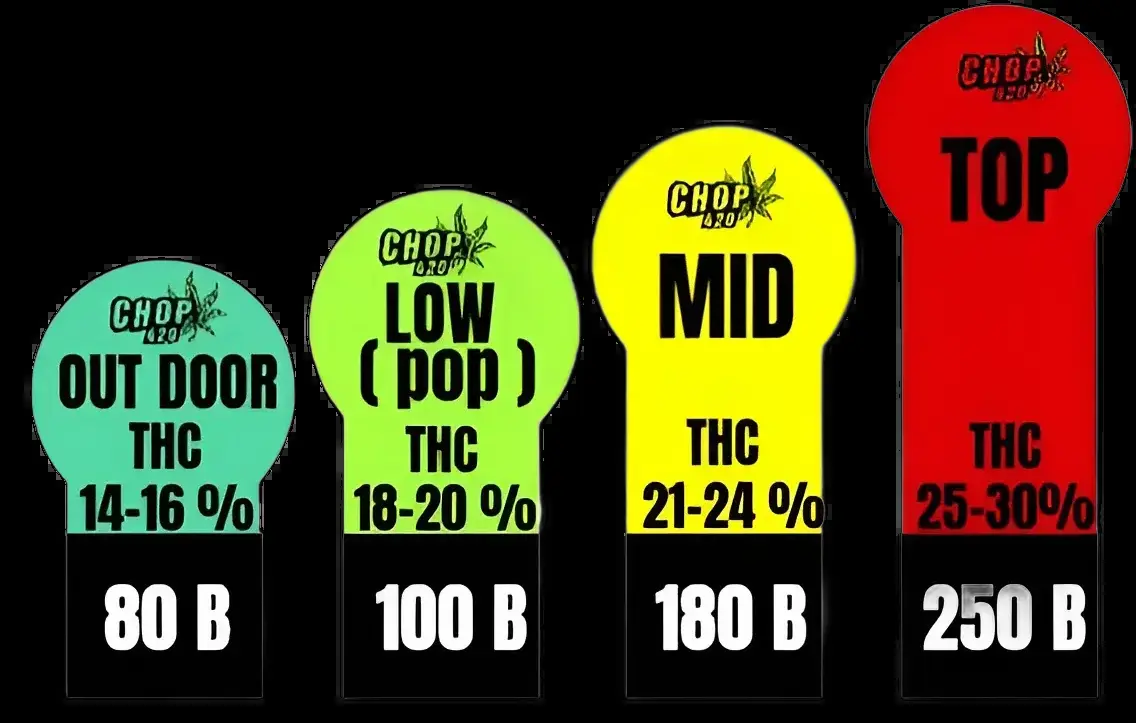 CHOP
420
OUT DOOR
THC
14-16 %
80 B
CHOP
420
LOW
( pop )
THC
18-20 %
100 B
CHOP
420
MID
THC
21-24 %
180 B
CHOP
420
TOP
THC
25-30%
250 B